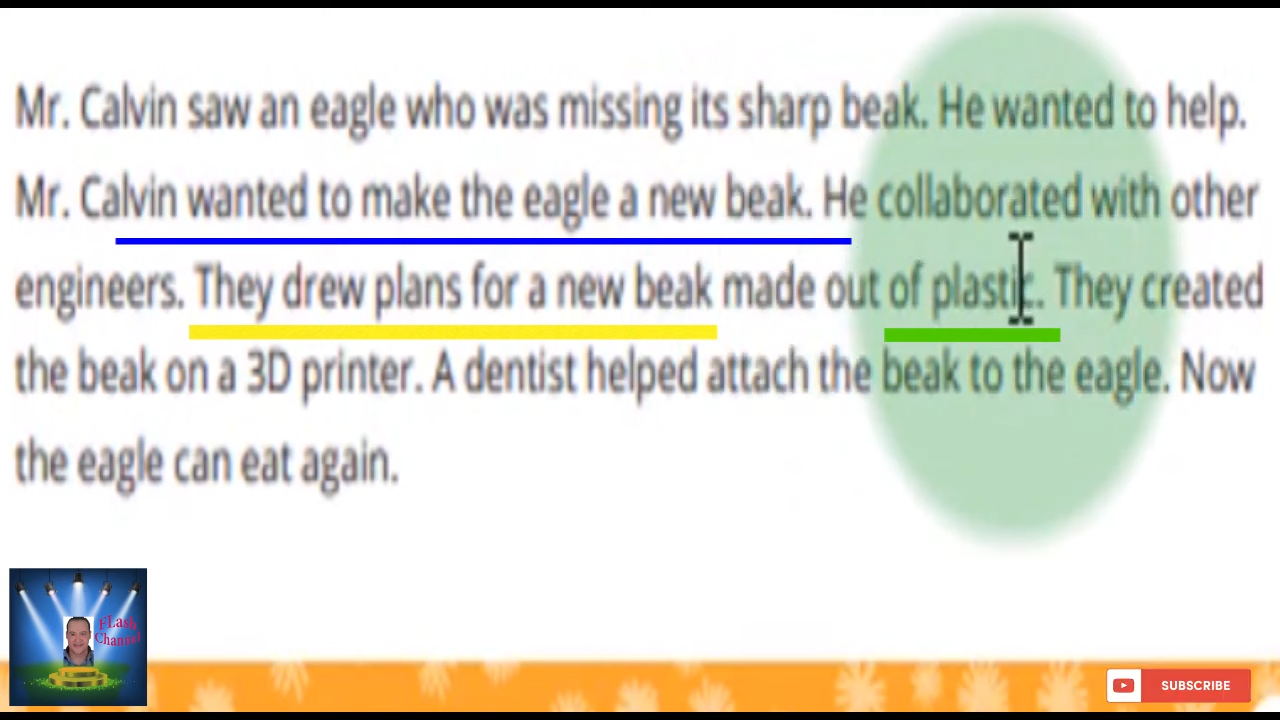 Mr. Calvin saw an eagle who was missing its sharp beak. He wanted to help.
Mr. Calvin wanted to make the eagle a new beak. He collaborated with other
engineers. They drew plans for a new beak made out of plastic. They created
the beak on a 3D printer. A dentist helped attach the beak to the eagle. Now
the eagle can eat again.
FLash
Channel
SUBSCRIBE